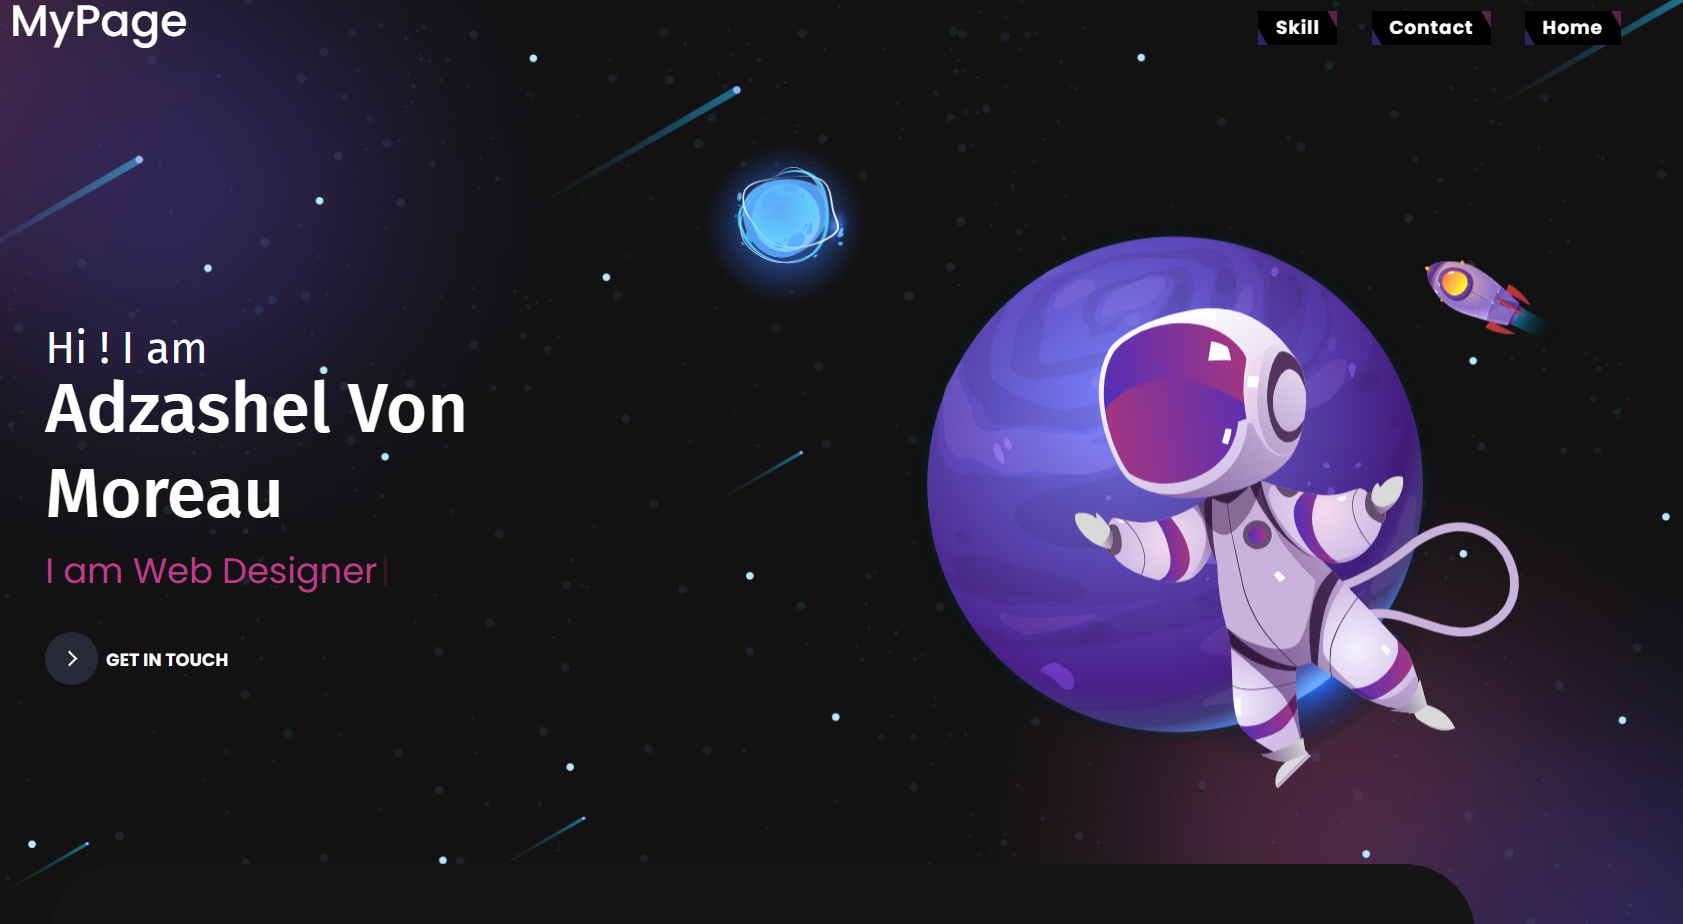 MyPage
Skill
Contact
Home
Hi ! I am
Adzashel Von
Moreau
I am Web Designer
GET IN TOUCH